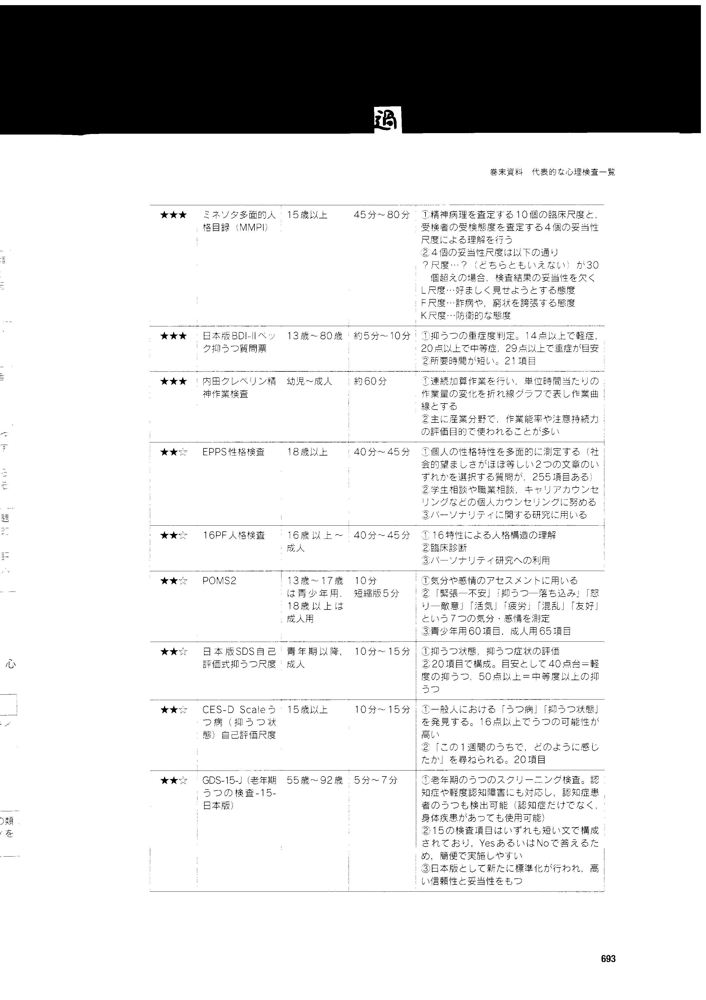 過
巻末資料　代表的な心理検査一覧
★★★ ミネソタ多面的人 15歳以上 45分～80分 ①精神病理を査定する10個の臨床尺度と，
格目録（MMPI） 受検者の受検態度を査定する4個の妥当性
尺度による理解を行う
②4個の妥当性尺度は以下の通り
？尺度…？（どちらともいえない）が30
個超えの場合，検査結果の妥当性を欠く
L尺度…好ましく見せようとする態度
F尺度…詐病や，窮状を誇張する態度
K尺度…防衛的な態度
★★★ 日本版BDI-IIベッ 13歳～80歳 約5分～10分 ①抑うつの重症度判定。14点以上で軽症，
ク抑うつ質問票 20点以上で中等症，29点以上で重症が目安
②所要時間が短い。21項目
★★★ 内田クレペリン精 幼児～成人 約60分 ①連続加算作業を行い，単位時間当たりの
神作業検査 作業量の変化を折れ線グラフで表し作業曲
線とする
②主に産業分野で，作業能率や注意持続力
の評価目的で使われることが多い
★★☆ EPPS性格検査 18歳以上 40分～45分 ①個人の性格特性を多面的に測定する（社
会的望ましさがほぼ等しい2つの文章のい
ずれかを選択する質問が，255項目ある）
②学生相談や職業相談，キャリアカウンセ
リングなどの個人カウンセリングに努める
③パーソナリティに関する研究に用いる
★★☆ 16PF人格検査 16歳以上～ 40分～45分 ①16特性による人格構造の理解
成人 ②臨床診断
③パーソナリティ研究への利用
★★☆ POMS2 13歳～17歳 10分 ①気分や感情のアセスメントに用いる
は青少年用， 短縮版5分 ②「緊張―不安」「抑うつ―落ち込み」「怒
18歳以上は り―敵意」「活気」「疲労」「混乱」「友好」
成人用 という7つの気分・感情を測定
③青少年用60項目，成人用65項目
★★☆ 日本版SDS自己 青年期以降， 10分～15分 ①抑うつ状態，抑うつ症状の評価
評価式抑うつ尺度 成人 ②20項目で構成。目安として40点台＝軽
度の抑うつ，50点以上＝中等度以上の抑
うつ
★★☆ CES-D Scaleう 15歳以上 10分～15分 ①一般人における「うつ病」「抑うつ状態」
つ病（抑うつ状 を発見する。16点以上でうつの可能性が
態）自己評価尺度 高い
②「この1週間のうちで，どのように感じ
たか」を尋ねられる。20項目
★★☆ GDS-15-J（老年期 55歳～92歳 5分～7分 ①老年期のうつのスクリーニング検査。認
うつの検査-15- 知症や軽度認知障害にも対応し，認知症患
日本版） 者のうつも検出可能（認知症だけでなく，
身体疾患があっても使用可能）
②15の検査項目はいずれも短い文で構成
されており，YesあるいはNoで答えるた
め，簡便で実施しやすい
③日本版として新たに標準化が行われ，高
い信頼性と妥当性をもつ
題
心
の類
を
693